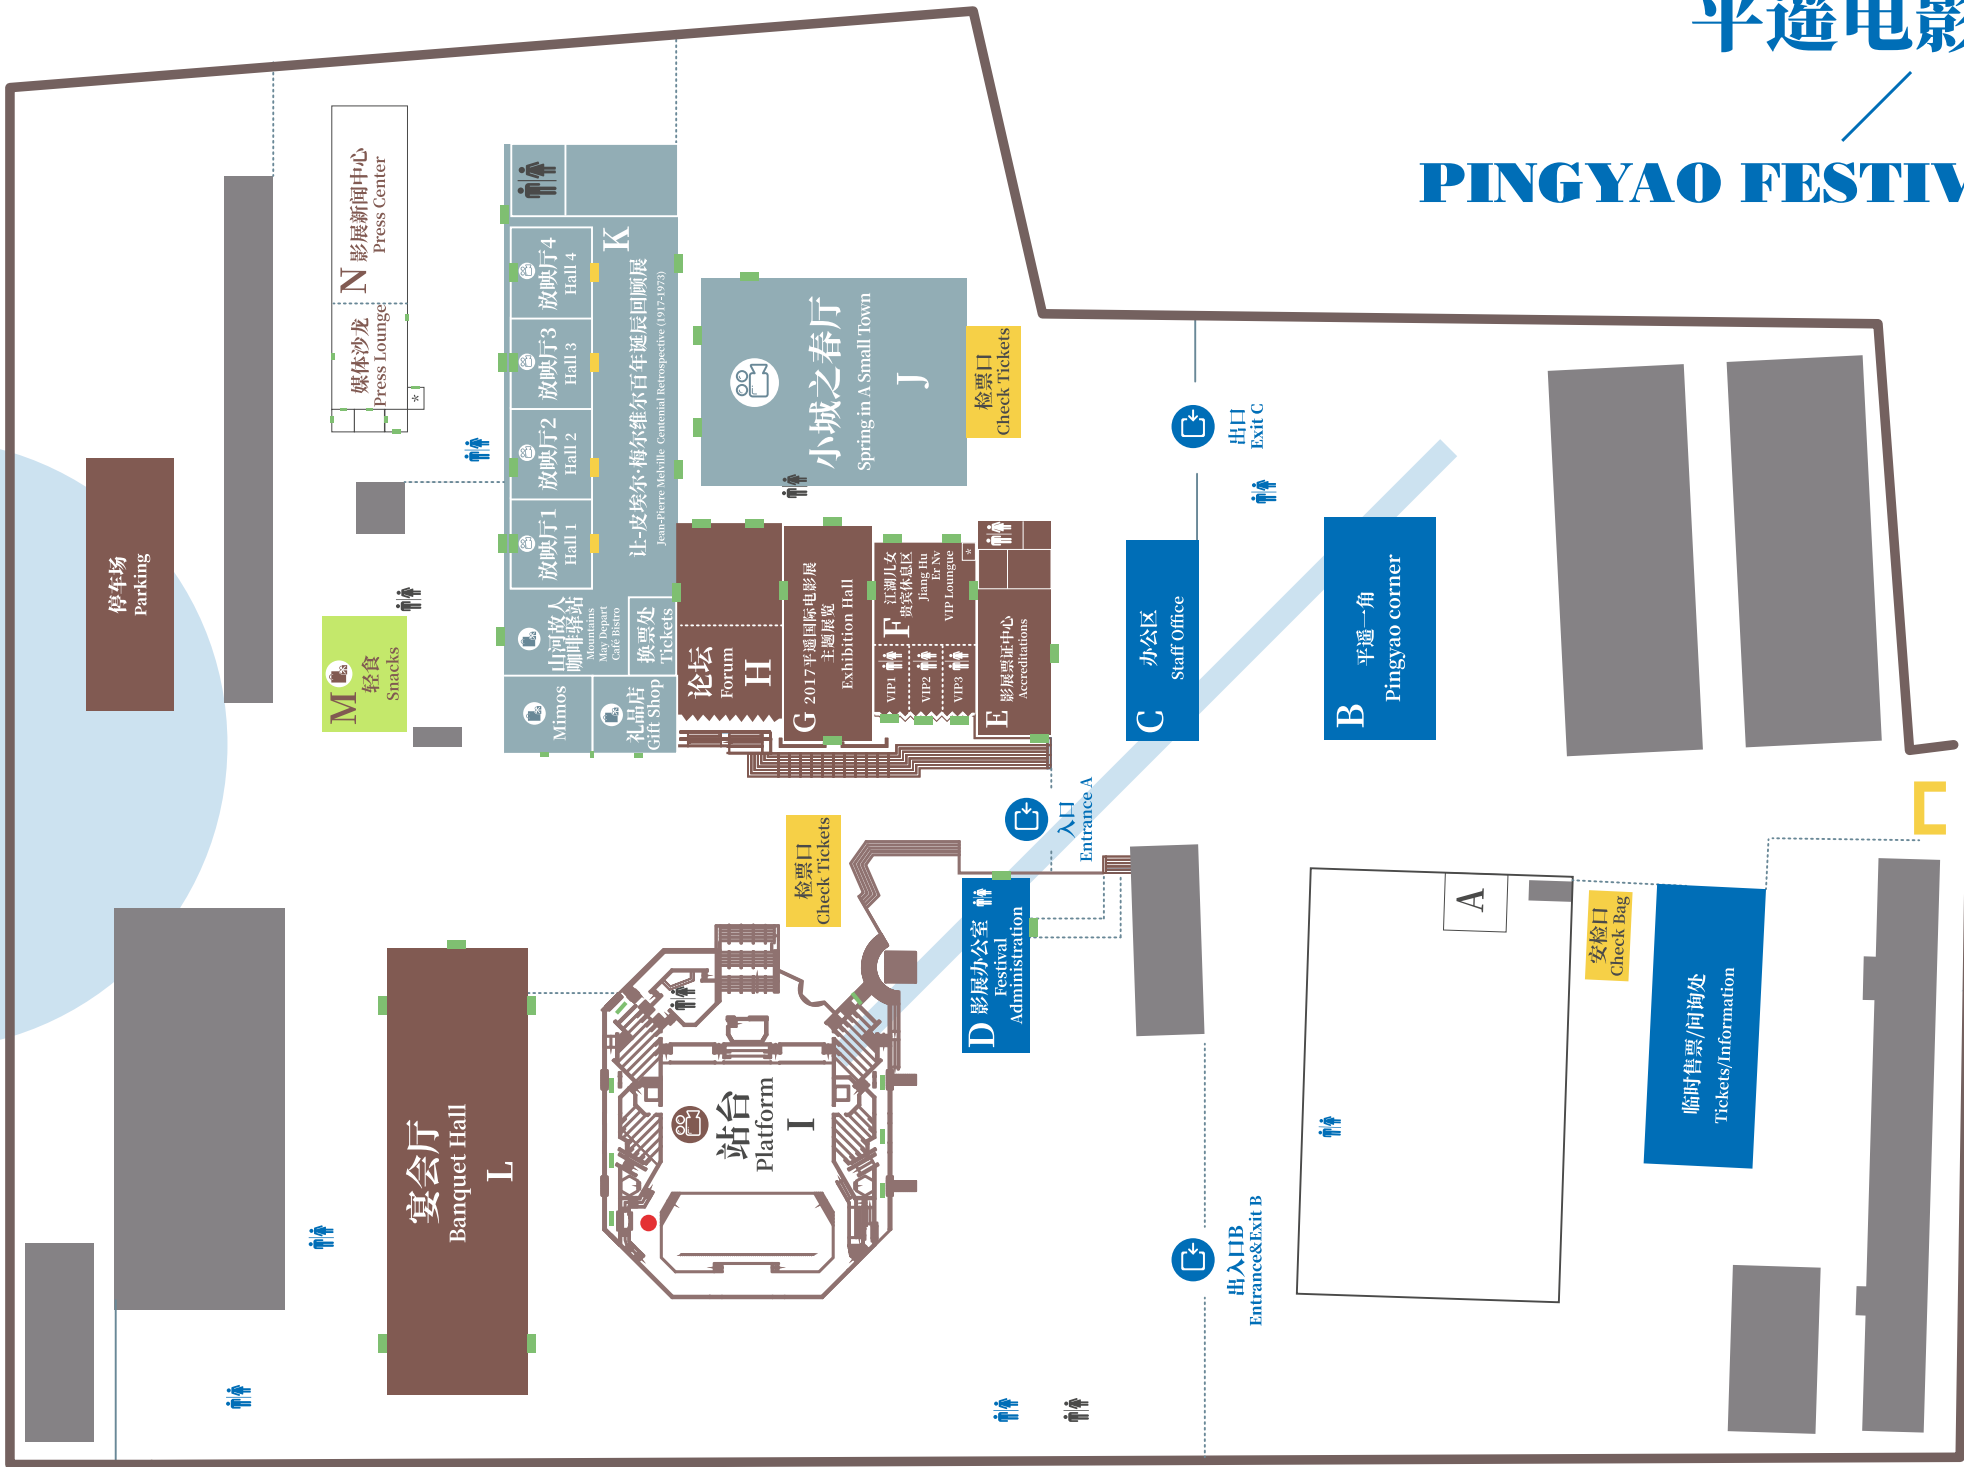 平遥电影
PINGYAO FESTIV
N 影展新闻中心
Press Center
媒体沙龙
Press Lounge
*
停车场
Parking
M
轻食
Snacks
K
放映厅4
Hall 4
放映厅3
Hall 3
放映厅2
Hall 2
放映厅1
Hall 1
让-皮埃尔·梅尔维尔百年诞辰回顾展
Jean-Pierre Melville Centenial Retrospective (1917-1973)
山河故人
咖啡驿站
Mountains
May Depart
Café Bistro
换票处
Tickets
Mimos
礼品店
Gift Shop
小城之春厅
Spring in A Small Town
J
检票口
Check Tickets
论坛
Forum
H
G 2017平遥国际电影展
主题展览
Exhibition Hall
F 江湖儿女
贵宾休息区
Jiang Hu
Er Nv
VIP Loungue
*
VIP1
VIP2
VIP3
E 影展票证中心
Accreditations
C
办公区
Staff Office
B
平遥一角
Pingyao corner
出口
Exit C
入口
Entrance A
检票口
Check Tickets
D 影展办公室
Festival
Administration
宴会厅
Banquet Hall
L
站台
Platform
I
出入口B
Entrance&Exit B
A
安检口
Check Bag
临时售票/问询处
Tickets/Information